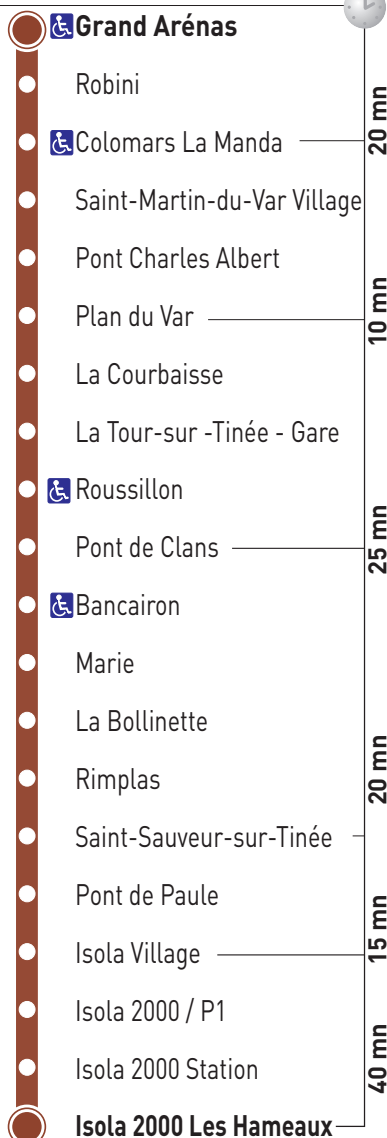 Grand Arénas
Robini
Colomars La Manda
20 mn
Saint-Martin-du-Var Village
Pont Charles Albert
Plan du Var
10 mn
La Courbaisse
La Tour-sur -Tinée - Gare
Roussillon
Pont de Clans
25 mn
Bancairon
Marie
La Bollinette
Rimplas
20 mn
Saint-Sauveur-sur-Tinée
Pont de Paule
Isola Village
15 mn
Isola 2000 / P1
Isola 2000 Station
40 mn
Isola 2000 Les Hameaux